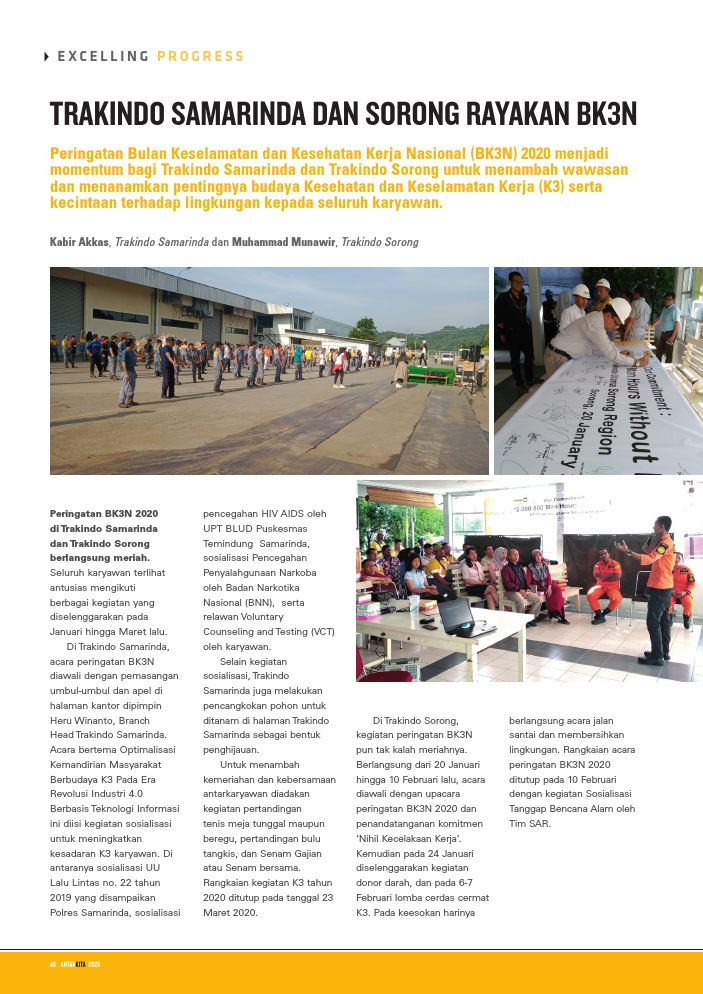 EXCELLING PROGRESS
TRAKINDO SAMARINDA DAN SORONG RAYAKAN BK3N
Peringatan Bulan Keselamatan dan Kesehatan Kerja Nasional (BK3N) 2020 menjadi
momentum bagi Trakindo Samarinda dan Trakindo Sorong untuk menambah wawasan
dan menanamkan pentingnya budaya Kesehatan dan Keselamatan Kerja (K3) serta
kecintaan terhadap lingkungan kepada seluruh karyawan.
Kabir Akkas, Trakindo Samarinda dan Muhammad Munawir, Trakindo Sorong
Our Commitment :
Man Hours Without
Sorong Region
Sorong, 20 January
Our Commitment
"2,000,000 Man Hours
Peringatan BK3N 2020
di Trakindo Samarinda
dan Trakindo Sorong
berlangsung meriah.
Seluruh karyawan terlihat
antusias mengikuti
berbagai kegiatan yang
diselenggarakan pada
Januari hingga Maret lalu.
Di Trakindo Samarinda,
acara peringatan BK3N
diawali dengan pemasangan
umbul-umbul dan apel di
halaman kantor dipimpin
Heru Winanto, Branch
Head Trakindo Samarinda.
Acara bertema Optimalisasi
Kemandirian Masyarakat
Berbudaya K3 Pada Era
Revolusi Industri 4.0
Berbasis Teknologi Informasi
ini diisi kegiatan sosialisasi
untuk meningkatkan
kesadaran K3 karyawan. Di
antaranya sosialisasi UU
Lalu Lintas no. 22 tahun
2019 yang disampaikan
Polres Samarinda, sosialisasi
pencegahan HIV AIDS oleh
UPT BLUD Puskesmas
Temindung Samarinda,
sosialisasi Pencegahan
Penyalahgunaan Narkoba
oleh Badan Narkotika
Nasional (BNN), serta
relawan Voluntary
Counseling and Testing (VCT)
oleh karyawan.
Selain kegiatan
sosialisasi, Trakindo
Samarinda juga melakukan
pencangkokan pohon untuk
ditanam di halaman Trakindo
Samarinda sebagai bentuk
penghijauan.
Untuk menambah
kemeriahan dan kebersamaan
antarkaryawan diadakan
kegiatan pertandingan
tenis meja tunggal maupun
beregu, pertandingan bulu
tangkis, dan Senam Gajian
atau Senam bersama.
Rangkaian kegiatan K3 tahun
2020 ditutup pada tanggal 23
Maret 2020.
Di Trakindo Sorong,
kegiatan peringatan BK3N
pun tak kalah meriahnya.
Berlangsung dari 20 Januari
hingga 10 Februari lalu, acara
diawali dengan upacara
peringatan BK3N 2020 dan
penandatanganan komitmen
‘Nihil Kecelakaan Kerja’.
Kemudian pada 24 Januari
diselenggarakan kegiatan
donor darah, dan pada 6-7
Februari lomba cerdas cermat
K3. Pada keesokan harinya
berlangsung acara jalan
santai dan membersihkan
lingkungan. Rangkaian acara
peringatan BK3N 2020
ditutup pada 10 Februari
dengan kegiatan Sosialisasi
Tanggap Bencana Alam oleh
Tim SAR.
40 ANTARKITA 2020